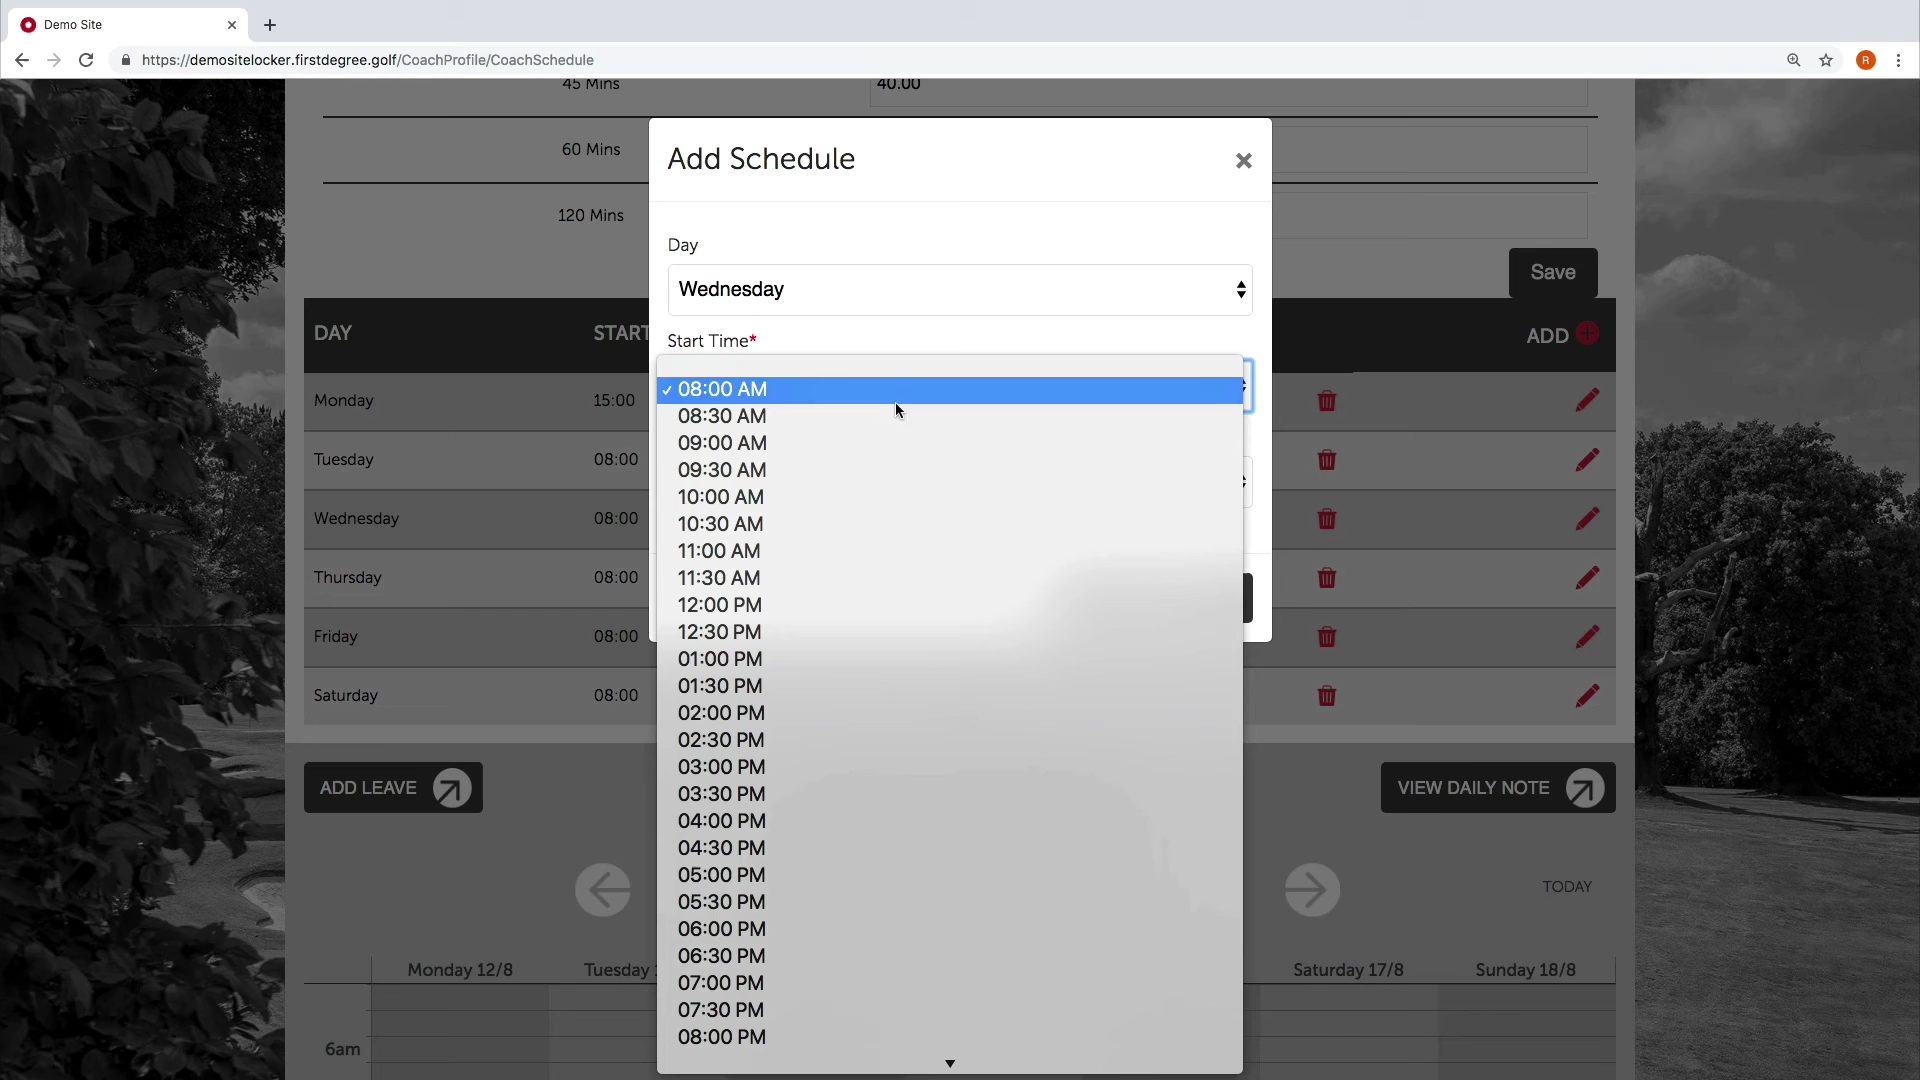 Demo Site
https://demositelocker.firstdegree.golf/CoachProfile/CoachSchedule
R
45 Mins 40.00
60 Mins
120 Mins
Save
Add Schedule
Day
Wednesday
Start Time*
DAY START ADD
Monday 15:00
Tuesday 08:00
Wednesday 08:00
Thursday 08:00
Friday 08:00
Saturday 08:00
✓ 08:00 AM
08:30 AM
09:00 AM
09:30 AM
10:00 AM
10:30 AM
11:00 AM
11:30 AM
12:00 PM
12:30 PM
01:00 PM
01:30 PM
02:00 PM
02:30 PM
03:00 PM
03:30 PM
04:00 PM
04:30 PM
05:00 PM
05:30 PM
06:00 PM
06:30 PM
07:00 PM
07:30 PM
08:00 PM
ADD LEAVE
VIEW DAILY NOTE
TODAY
Monday 12/8 Tuesday Saturday 17/8 Sunday 18/8
6am